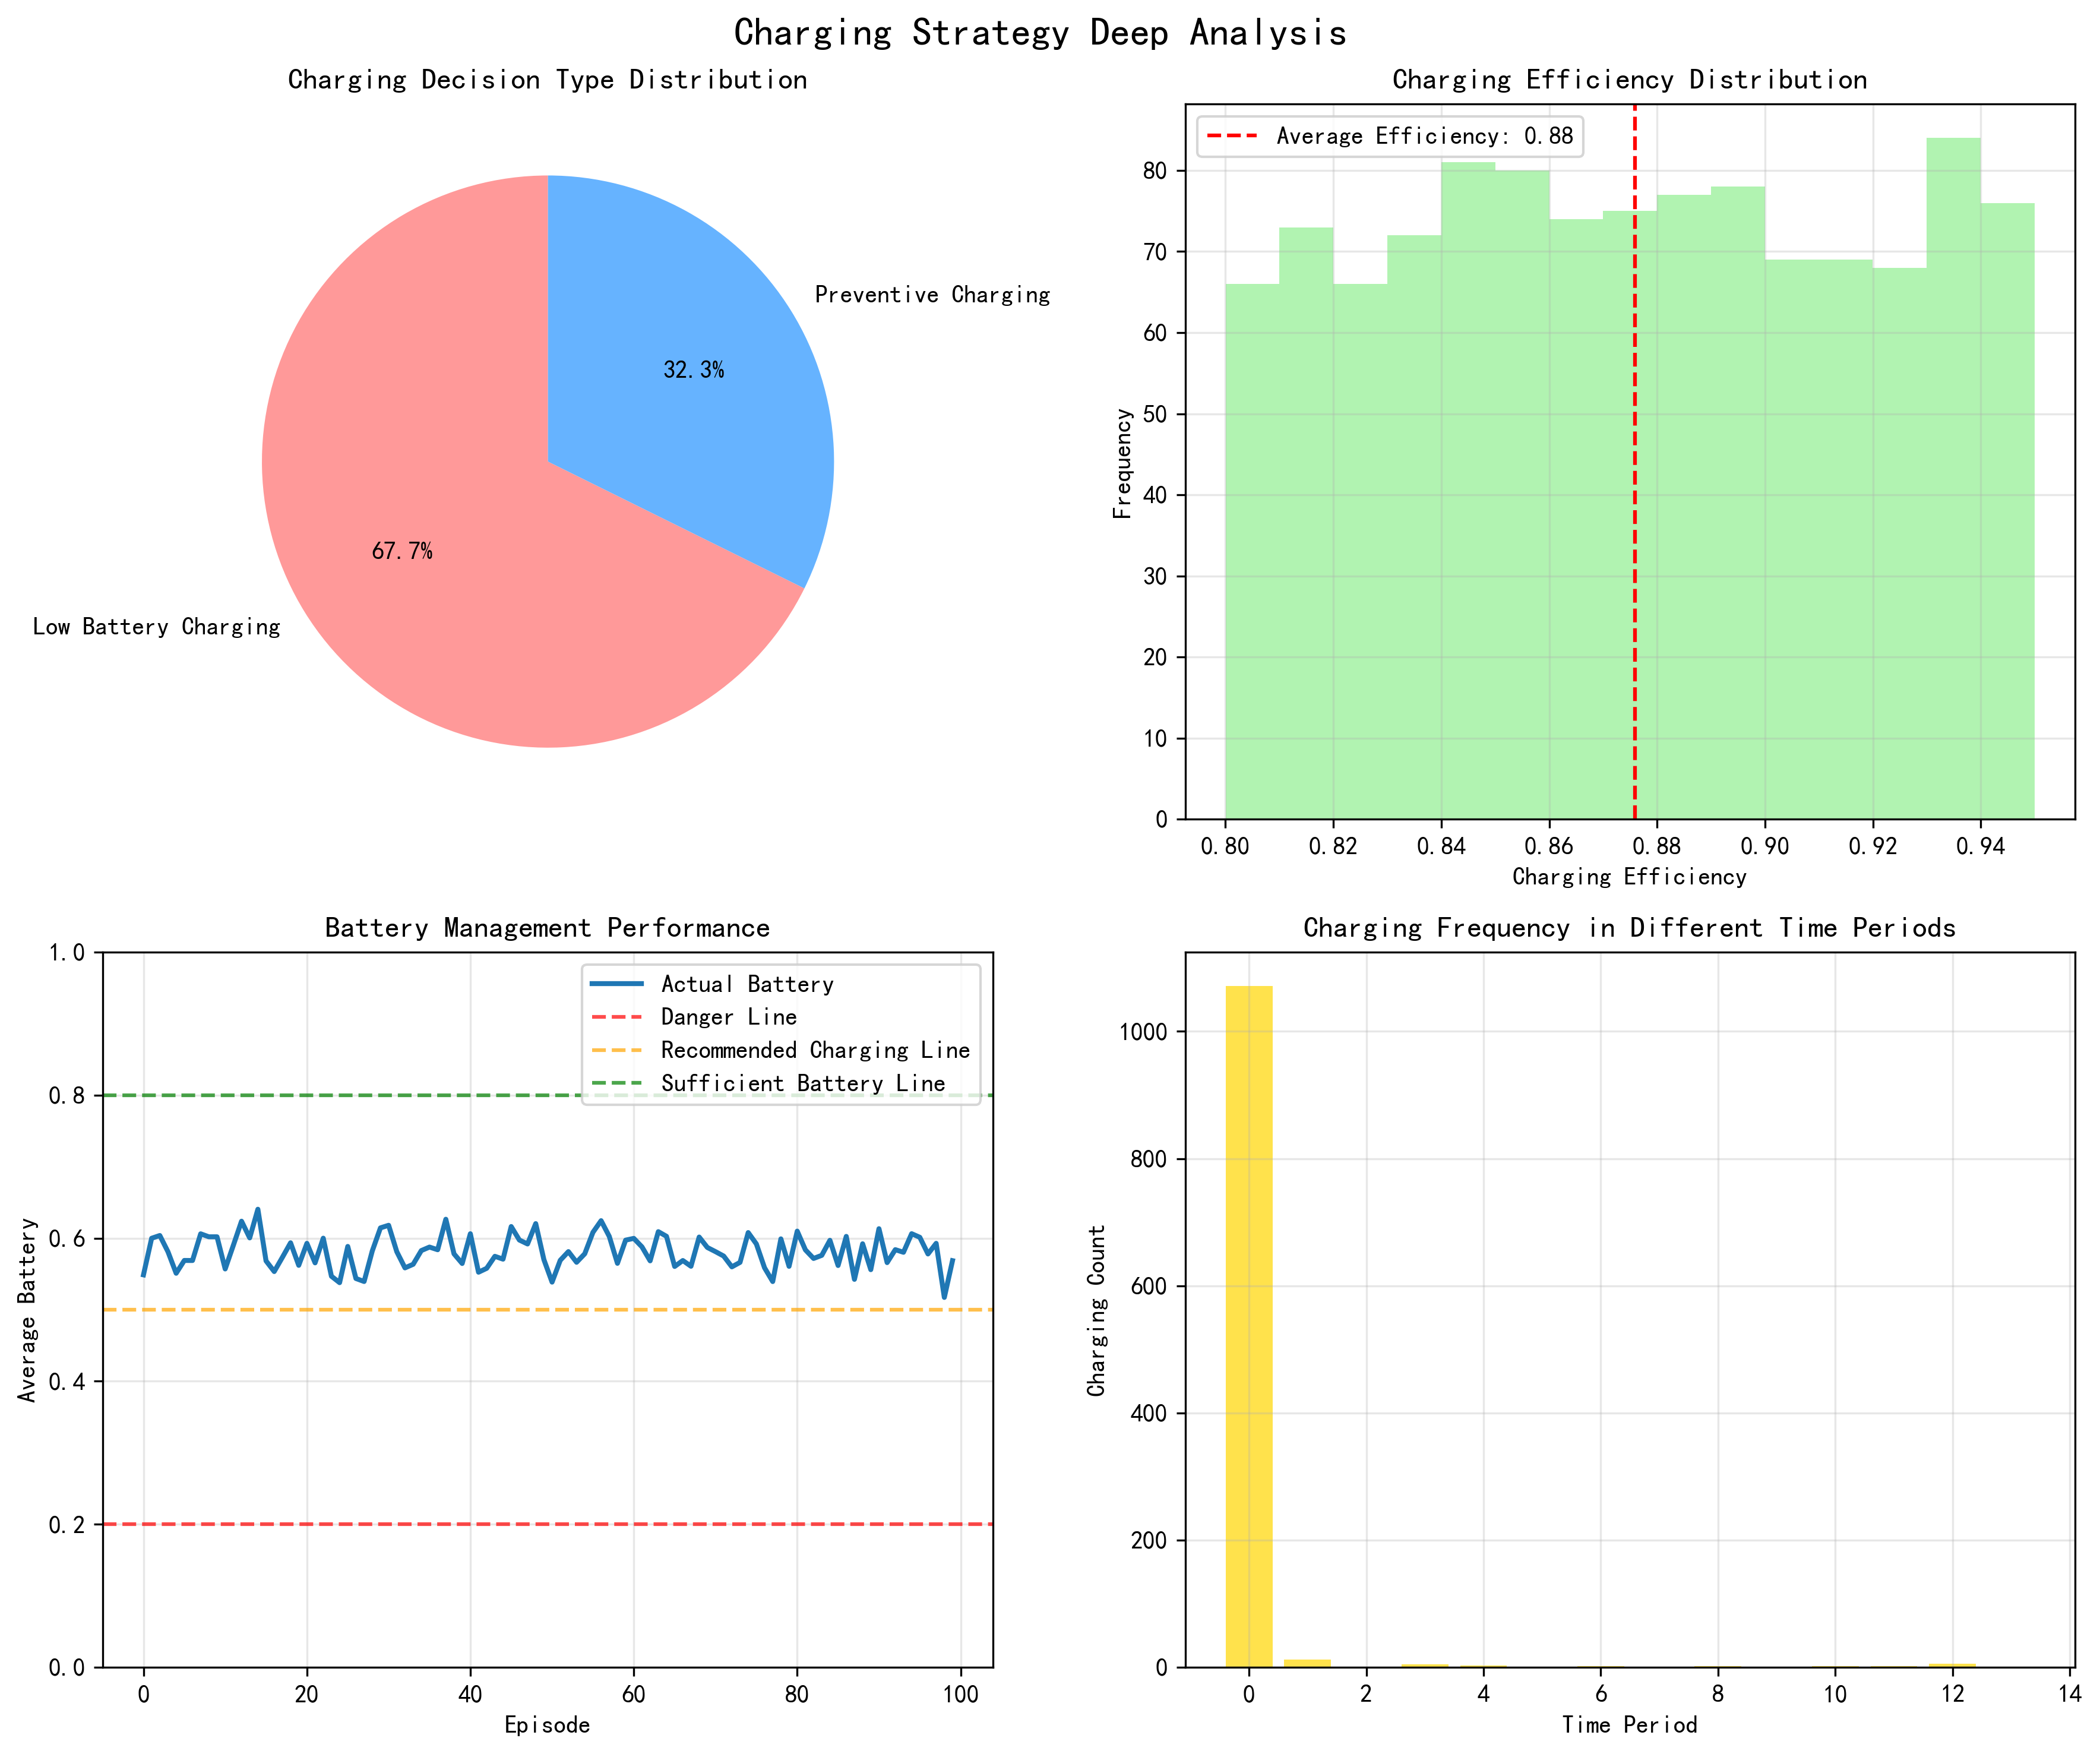 Charging Strategy Deep Analysis
Charging Decision Type Distribution
Preventive Charging
32.3%
67.7%
Low Battery Charging
Charging Efficiency Distribution
Average Efficiency: 0.88
Frequency
80
70
60
50
40
30
20
10
0
0.80 0.82 0.84 0.86 0.88 0.90 0.92 0.94
Charging Efficiency
Battery Management Performance
Actual Battery
Danger Line
Recommended Charging Line
Sufficient Battery Line
Average Battery
1.0
0.8
0.6
0.4
0.2
0.0
0 20 40 60 80 100
Episode
Charging Frequency in Different Time Periods
Charging Count
1000
800
600
400
200
0
0 2 4 6 8 10 12 14
Time Period